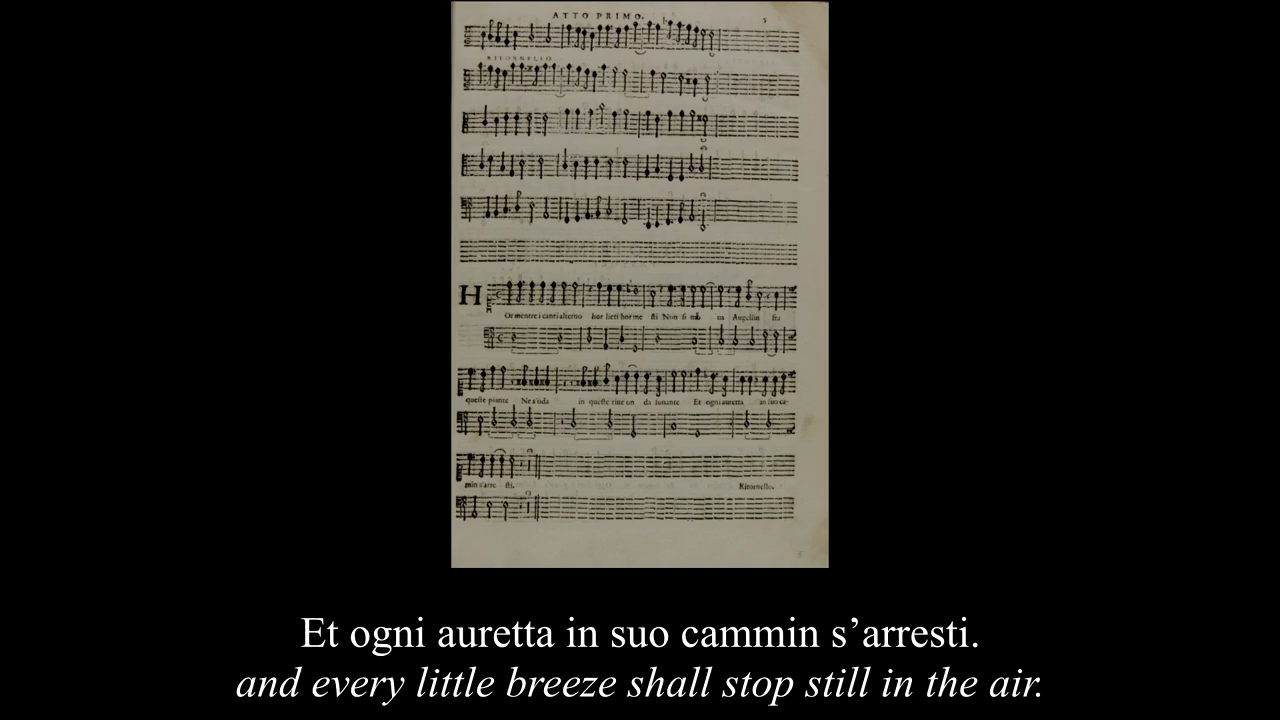 ATTO PRIMO. 5
RITORNELLO
H
Or mentre i canti alterno hor lieti hor me sti Non si mo ua Augellin fra
queste piante Ne s'oda in queste riue on da sonante Et ogni auretta in suo ca-
min s'arre sti. Ritornello.
Et ogni auretta in suo cammin s’arresti.
and every little breeze shall stop still in the air.